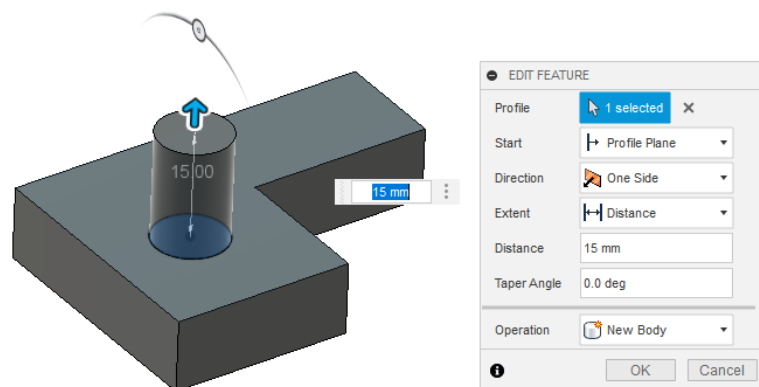 EDIT FEATURE
Profile
1 selected
Start
Profile Plane
Direction
One Side
Extent
Distance
Distance
15 mm
Taper Angle
0.0 deg
Operation
New Body
OK
Cancel
15.00
15 mm